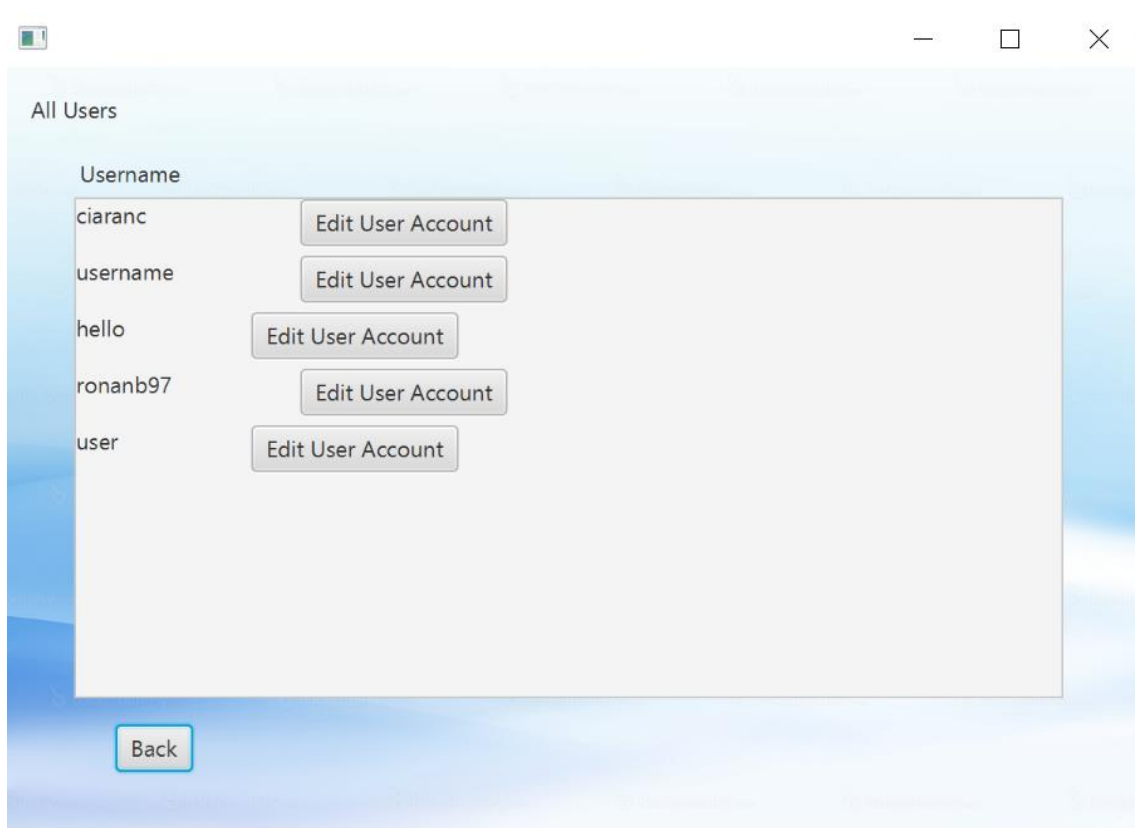 All Users
Username
ciaranc Edit User Account
username Edit User Account
hello Edit User Account
ronanb97 Edit User Account
user Edit User Account
Back